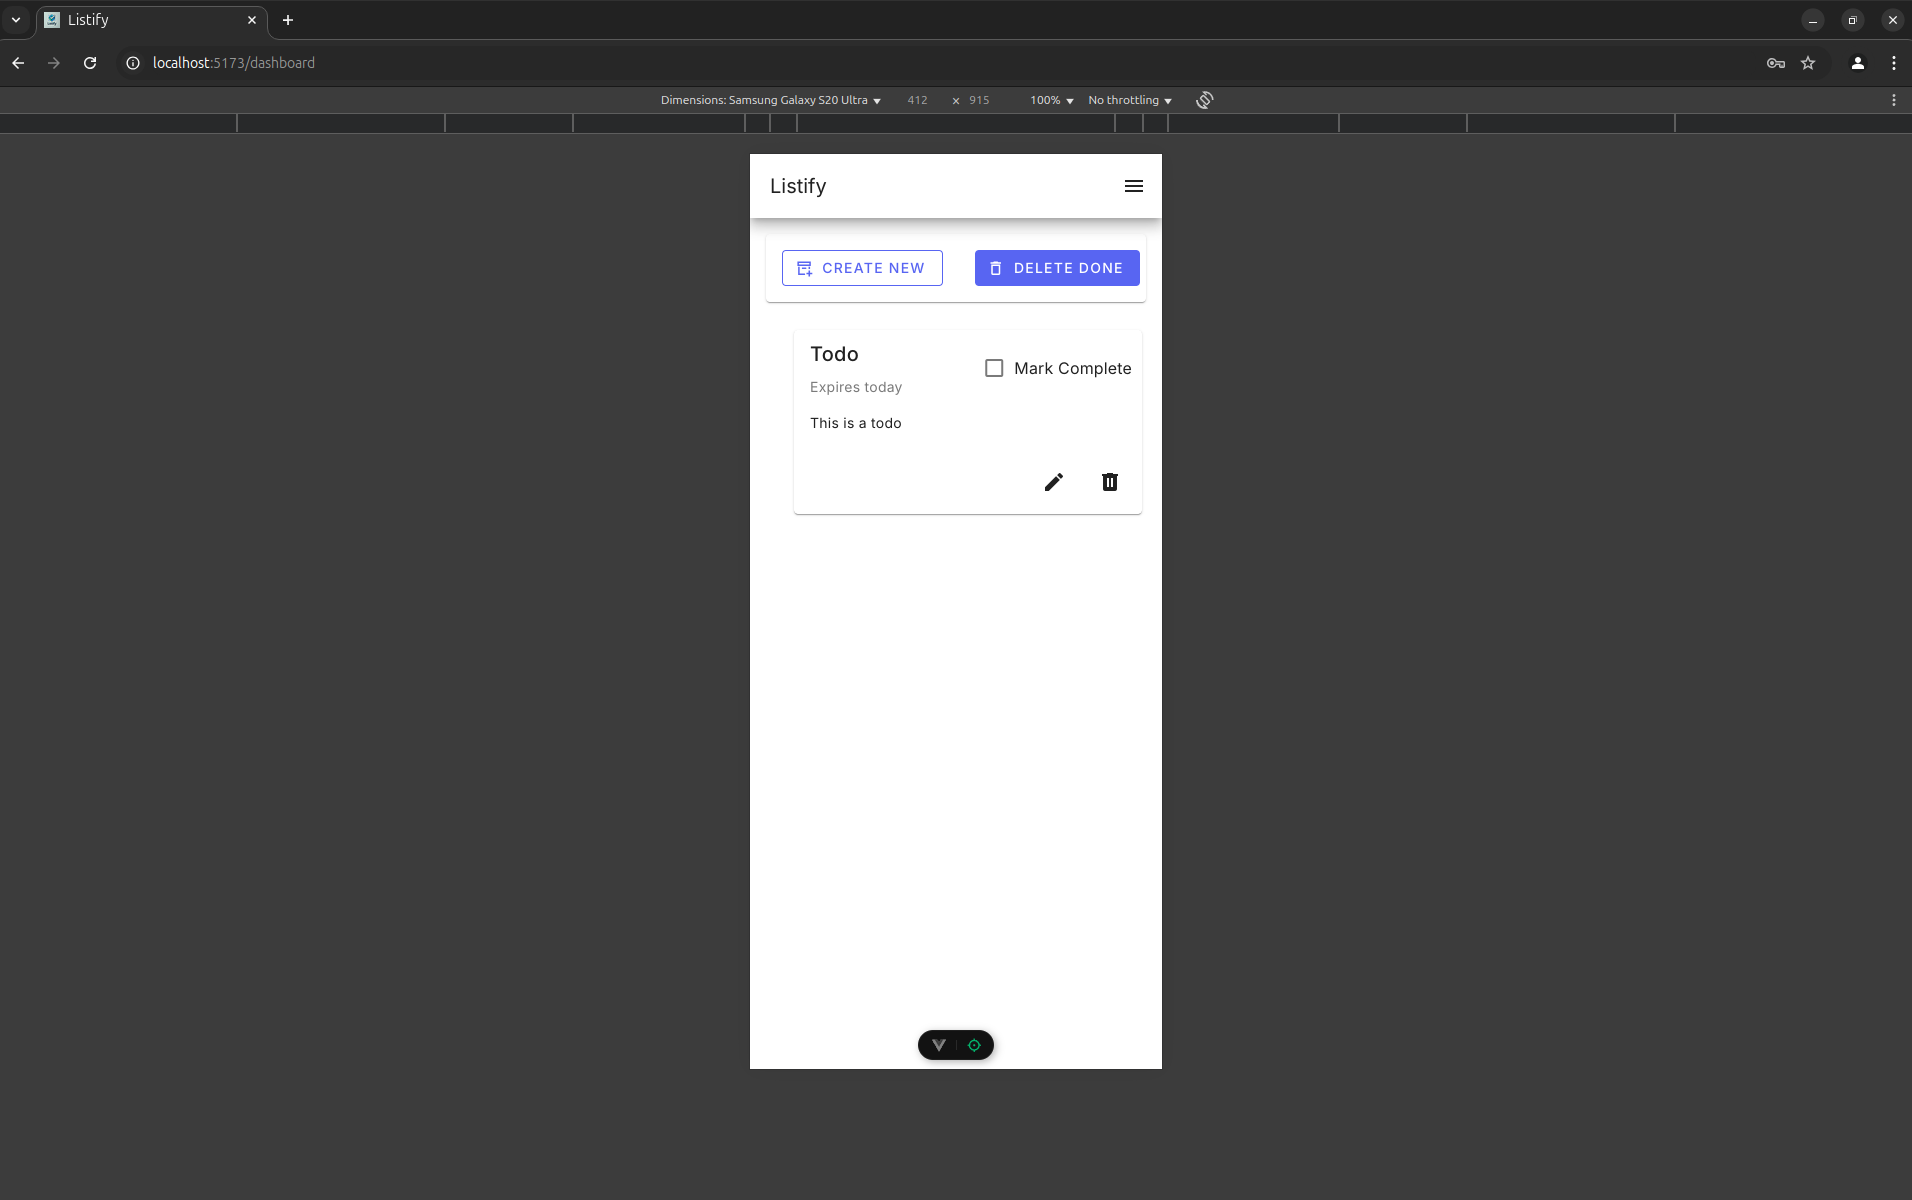 Listify
localhost:5173/dashboard
Dimensions: Samsung Galaxy S20 Ultra 412 × 915 100% No throttling
Listify
CREATE NEW DELETE DONE
Todo
Mark Complete
Expires today
This is a todo